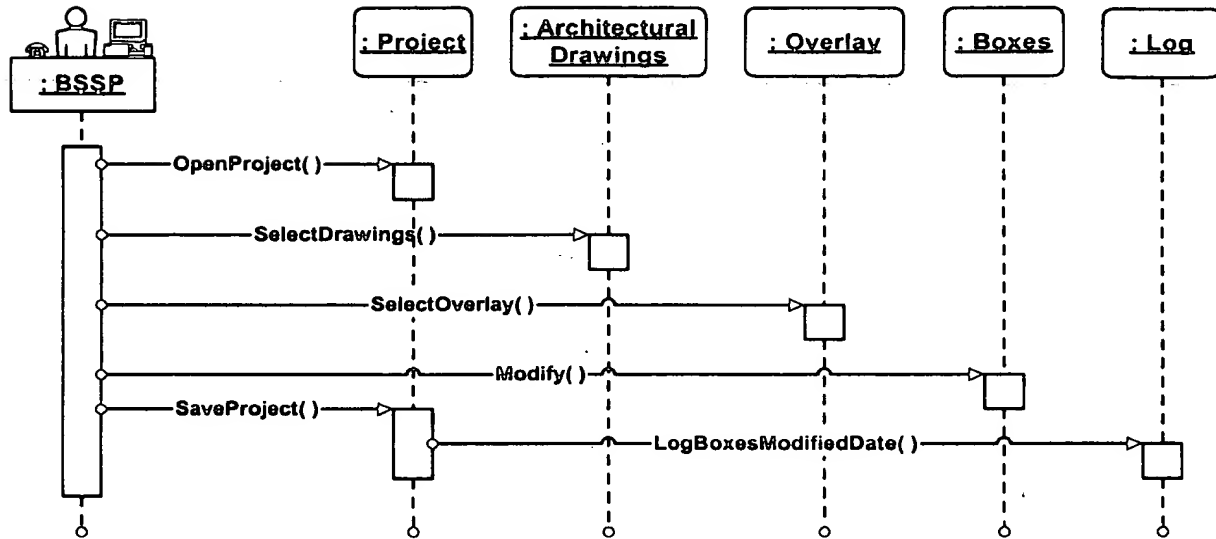 : BSSP
: Project
: Architectural
Drawings
: Overlay
: Boxes
: Log
OpenProject( )
SelectDrawings( )
SelectOverlay( )
Modify( )
SaveProject( )
LogBoxesModifiedDate( )